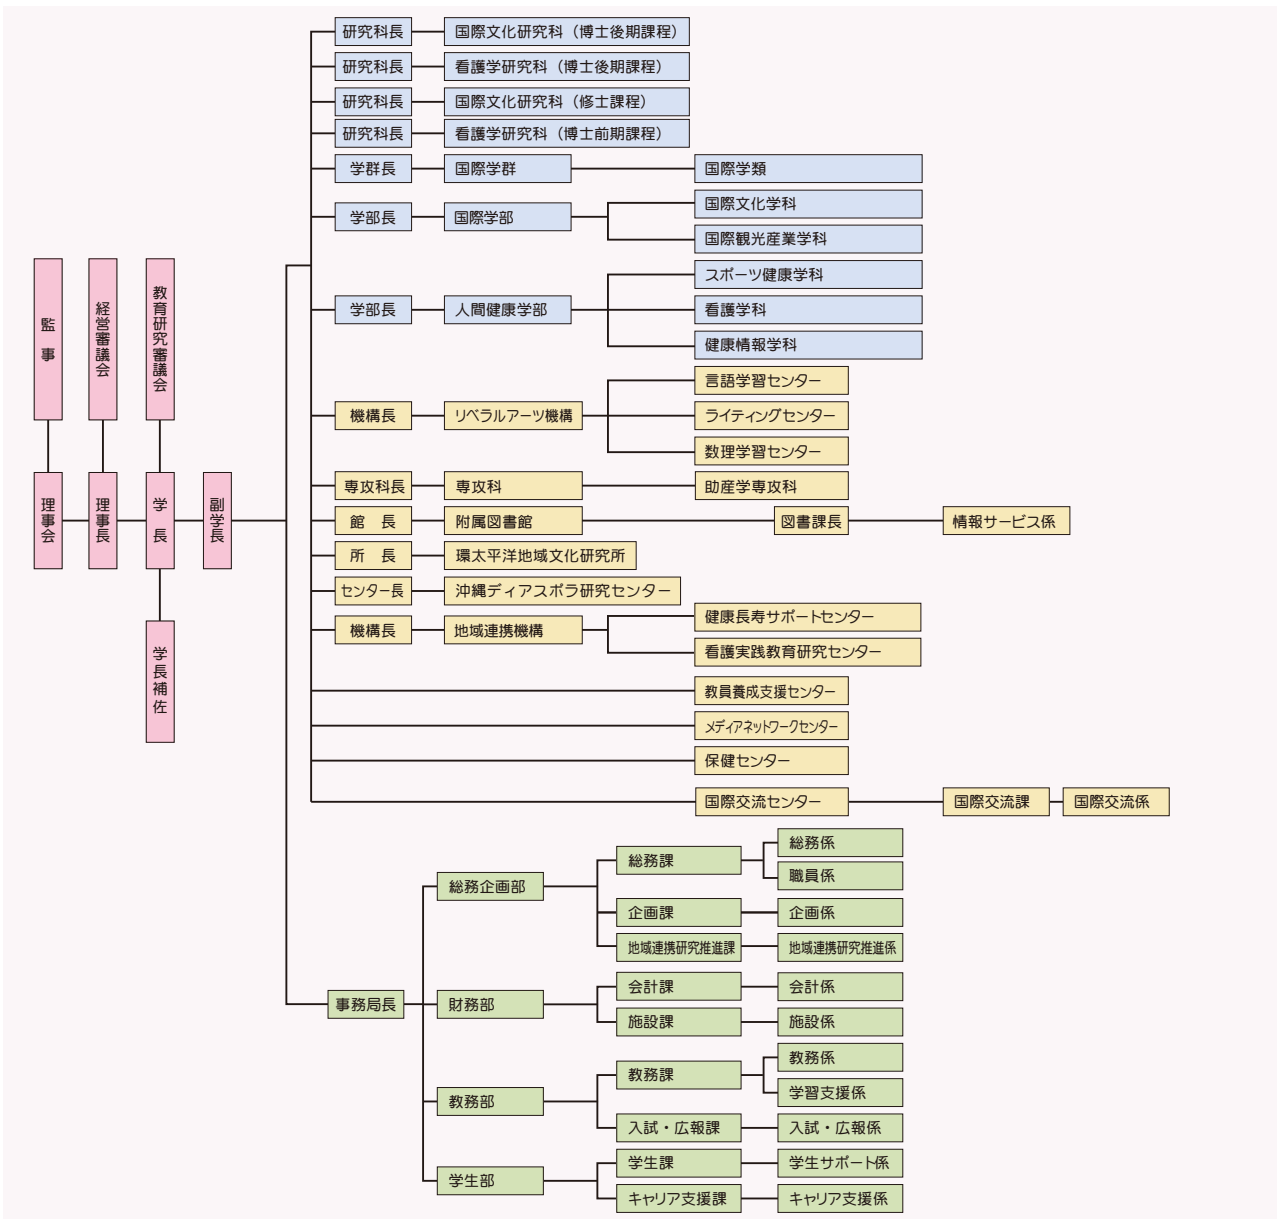 監　事
経営審議会
教育研究審議会
理事会
理事長
学　長
副学長
学長補佐
研究科長
国際文化研究科（博士後期課程）
研究科長
看護学研究科（博士後期課程）
研究科長
国際文化研究科（修士課程）
研究科長
看護学研究科（博士前期課程）
学群長
国際学群
国際学類
学部長
国際学部
国際文化学科
国際観光産業学科
学部長
人間健康学部
スポーツ健康学科
看護学科
健康情報学科
機構長
リベラルアーツ機構
言語学習センター
ライティングセンター
数理学習センター
専攻科長
専攻科
助産学専攻科
館　長
附属図書館
図書課長
情報サービス係
所　長
環太平洋地域文化研究所
センター長
沖縄ディアスポラ研究センター
機構長
地域連携機構
健康長寿サポートセンター
看護実践教育研究センター
教員養成支援センター
メディアネットワークセンター
保健センター
国際交流センター
国際交流課
国際交流係
事務局長
総務企画部
総務課
総務係
職員係
企画課
企画係
地域連携研究推進課
地域連携研究推進係
財務部
会計課
会計係
施設課
施設係
教務部
教務課
教務係
学習支援係
入試・広報課
入試・広報係
学生部
学生課
学生サポート係
キャリア支援課
キャリア支援係